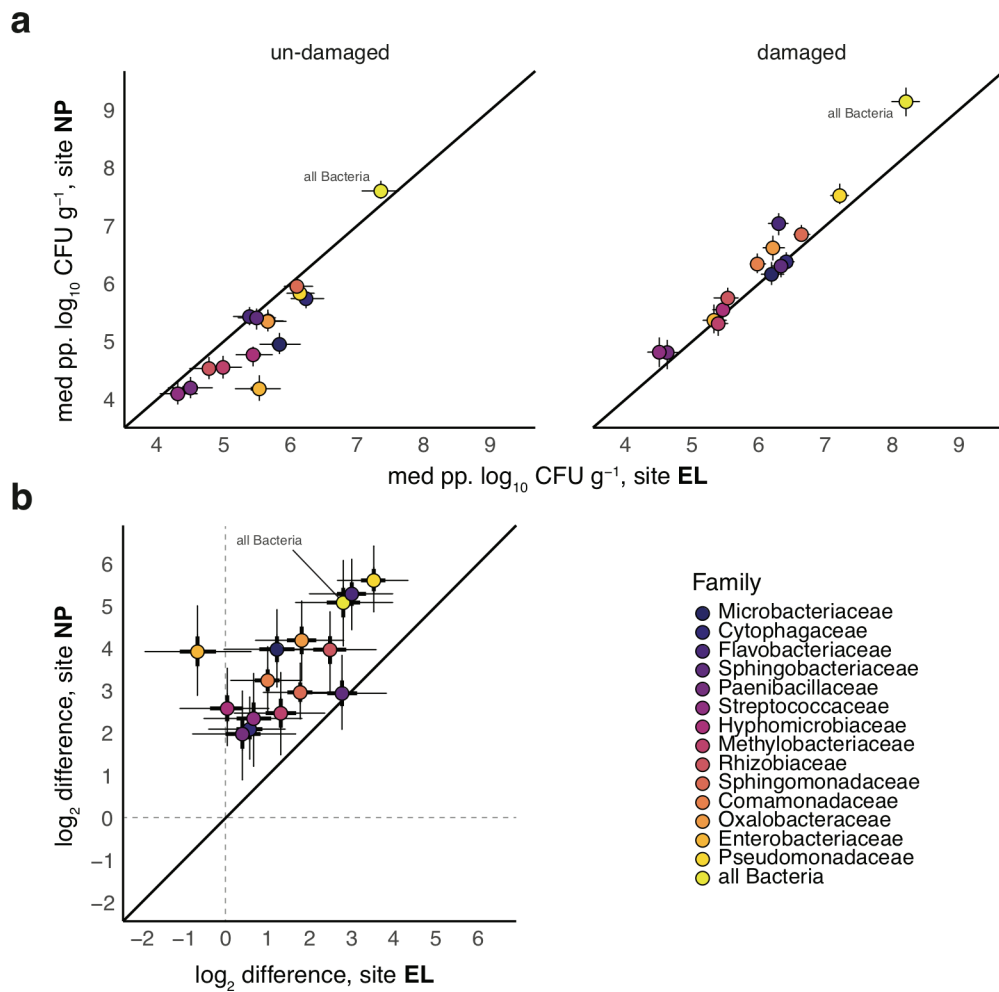 a
un-damaged
damaged
med pp. log₁₀ CFU g⁻¹, site NP
9
8
7
6
5
4
all Bacteria
all Bacteria
4 5 6 7 8 9
4 5 6 7 8 9
med pp. log₁₀ CFU g⁻¹, site EL
b
log₂ difference, site NP
6
5
4
3
2
1
0
−1
−2
all Bacteria
−2 −1 0 1 2 3 4 5 6
log₂ difference, site EL
Family
Microbacteriaceae
Cytophagaceae
Flavobacteriaceae
Sphingobacteriaceae
Paenibacillaceae
Streptococcaceae
Hyphomicrobiaceae
Methylobacteriaceae
Rhizobiaceae
Sphingomonadaceae
Comamonadaceae
Oxalobacteraceae
Enterobacteriaceae
Pseudomonadaceae
all Bacteria